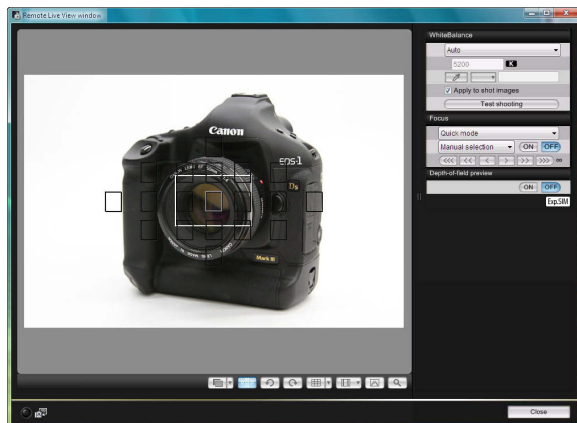 Remote Live View window
WhiteBalance
Auto
5200
K
Apply to shot images
Test shooting
Focus
Quick mode
Manual selection
ON OFF
<<< << < > >> >>> ∞
Depth-of-field preview
ON OFF
Exp.SIM
Canon
EOS-1
Ds
Mark III
Close